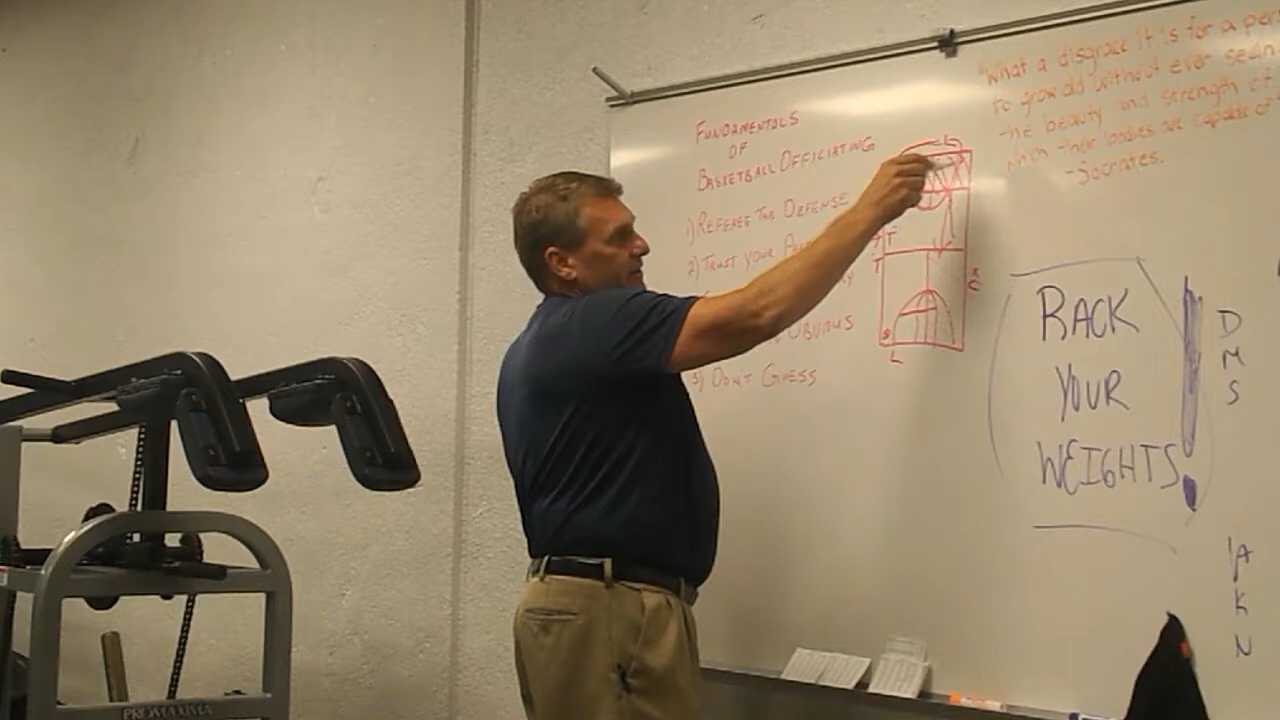 FUNDAMENTALS
OF
BASKETBALL OFFICIATING
1) REFEREE THE DEFENSE
2) TRUST YOUR
OBVIOUS
5) DON'T GUESS
"What a disgrace it is for a
to grow old without ever
the beauty and strength of
which their bodies are capable of
-Socrates.
RACK
YOUR
WEIGHTS!
DMS
L
T
C
PROMAXIMA